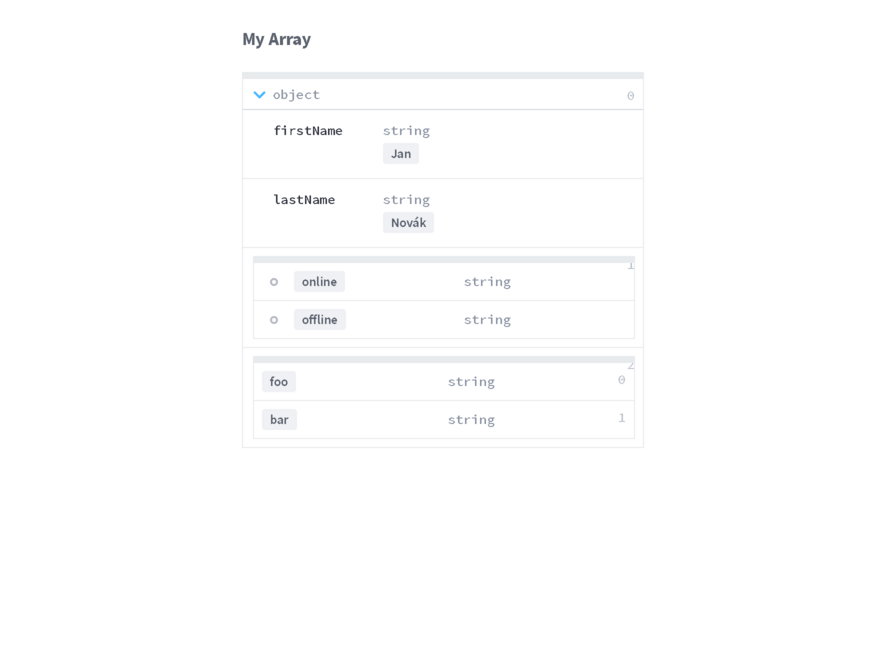 My Array
object 0
firstName string
Jan
lastName string
Novák
1
online string
offline string
2
foo string 0
bar string 1